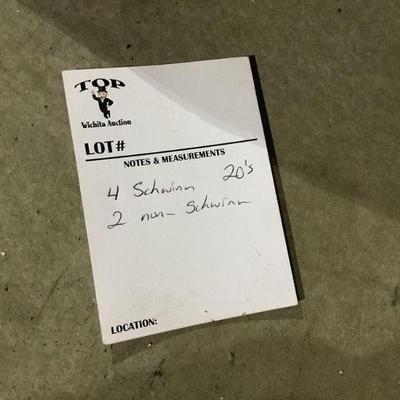 TOP
Wichita Auction
LOT#
NOTES & MEASUREMENTS
4 Schwinn 20's
2 non-Schwinn
LOCATION: